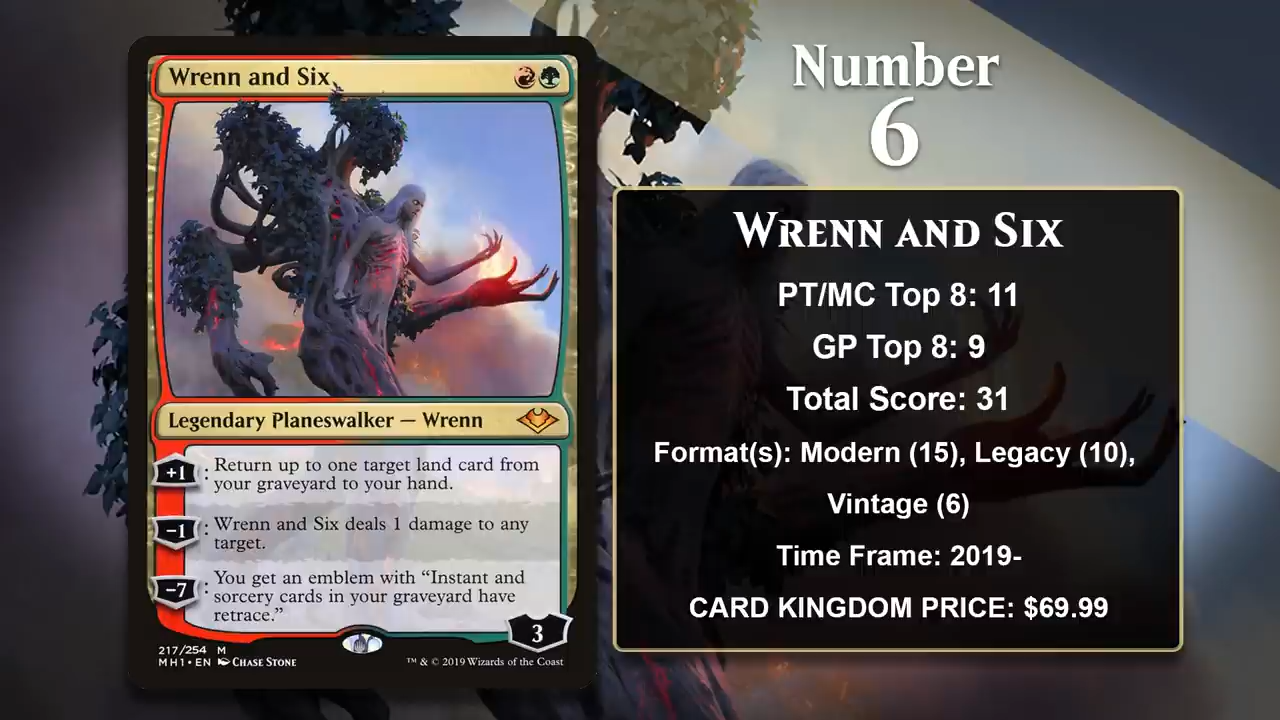 Wrenn and Six
Legendary Planeswalker — Wrenn
+1
: Return up to one target land card from
your graveyard to your hand.
−1
: Wrenn and Six deals 1 damage to any
target.
−7
: You get an emblem with “Instant and
sorcery cards in your graveyard have
retrace.”
3
217/254 M
MH1 • EN Chase Stone
™ & © 2019 Wizards of the Coast
Number
6
Wrenn and Six
PT/MC Top 8: 11
GP Top 8: 9
Total Score: 31
Format(s): Modern (15), Legacy (10),
Vintage (6)
Time Frame: 2019-
CARD KINGDOM PRICE: $69.99